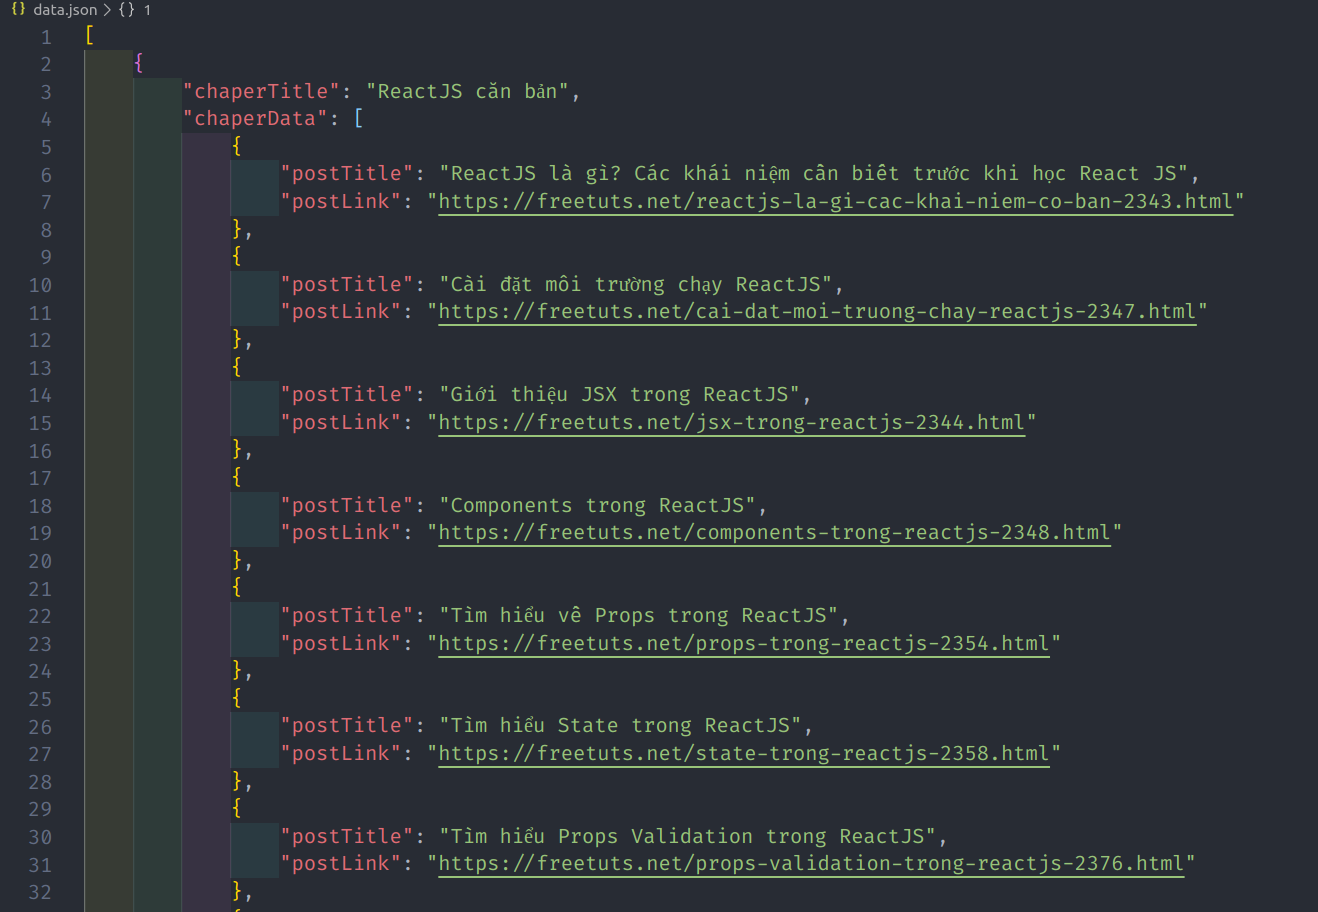 {} data.json > {} 1
1 [
2 {
3 "chaperTitle": "ReactJS căn bản",
4 "chaperData": [
5 {
6 "postTitle": "ReactJS là gì? Các khái niệm cần biết trước khi học React JS",
7 "postLink": "https://freetuts.net/reactjs-la-gi-cac-khai-niem-co-ban-2343.html"
8 },
9 {
10 "postTitle": "Cài đặt môi trường chạy ReactJS",
11 "postLink": "https://freetuts.net/cai-dat-moi-truong-chay-reactjs-2347.html"
12 },
13 {
14 "postTitle": "Giới thiệu JSX trong ReactJS",
15 "postLink": "https://freetuts.net/jsx-trong-reactjs-2344.html"
16 },
17 {
18 "postTitle": "Components trong ReactJS",
19 "postLink": "https://freetuts.net/components-trong-reactjs-2348.html"
20 },
21 {
22 "postTitle": "Tìm hiểu về Props trong ReactJS",
23 "postLink": "https://freetuts.net/props-trong-reactjs-2354.html"
24 },
25 {
26 "postTitle": "Tìm hiểu State trong ReactJS",
27 "postLink": "https://freetuts.net/state-trong-reactjs-2358.html"
28 },
29 {
30 "postTitle": "Tìm hiểu Props Validation trong ReactJS",
31 "postLink": "https://freetuts.net/props-validation-trong-reactjs-2376.html"
32 },